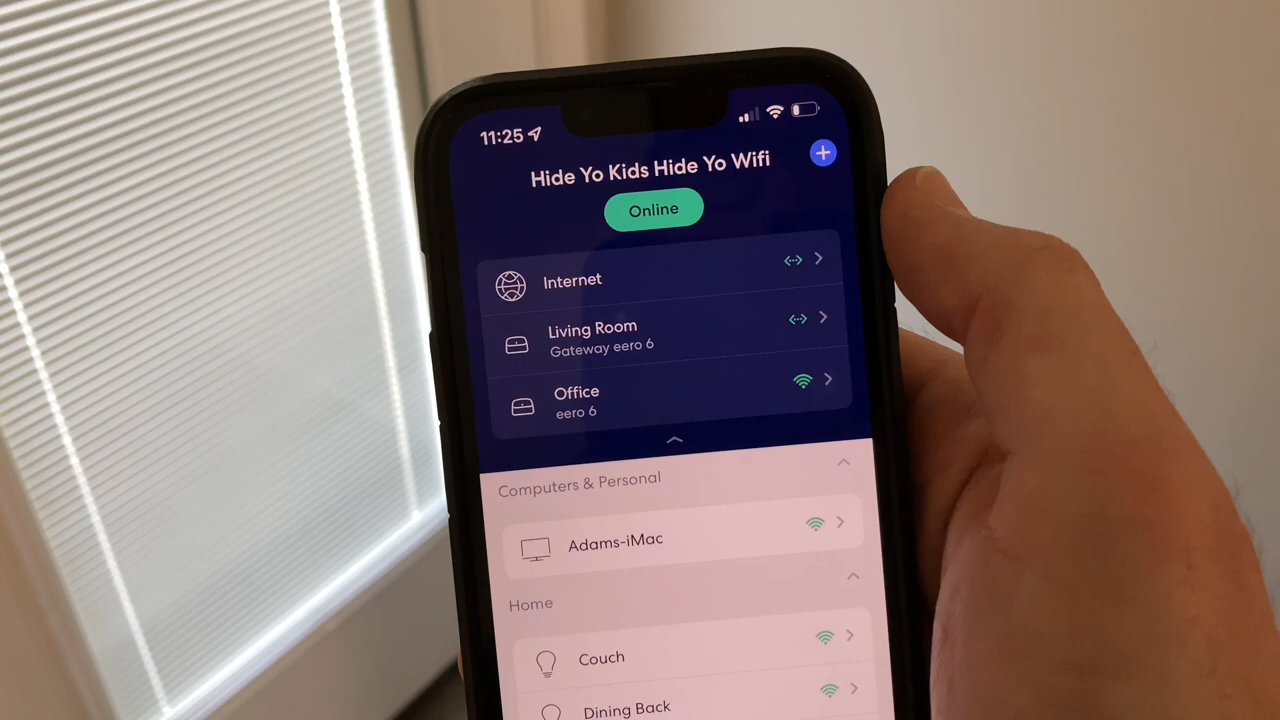 11:25
Hide Yo Kids Hide Yo Wifi
Online
Internet
Living Room
Gateway eero 6
Office
eero 6
Computers & Personal
Adams-iMac
Home
Couch
Dining Back